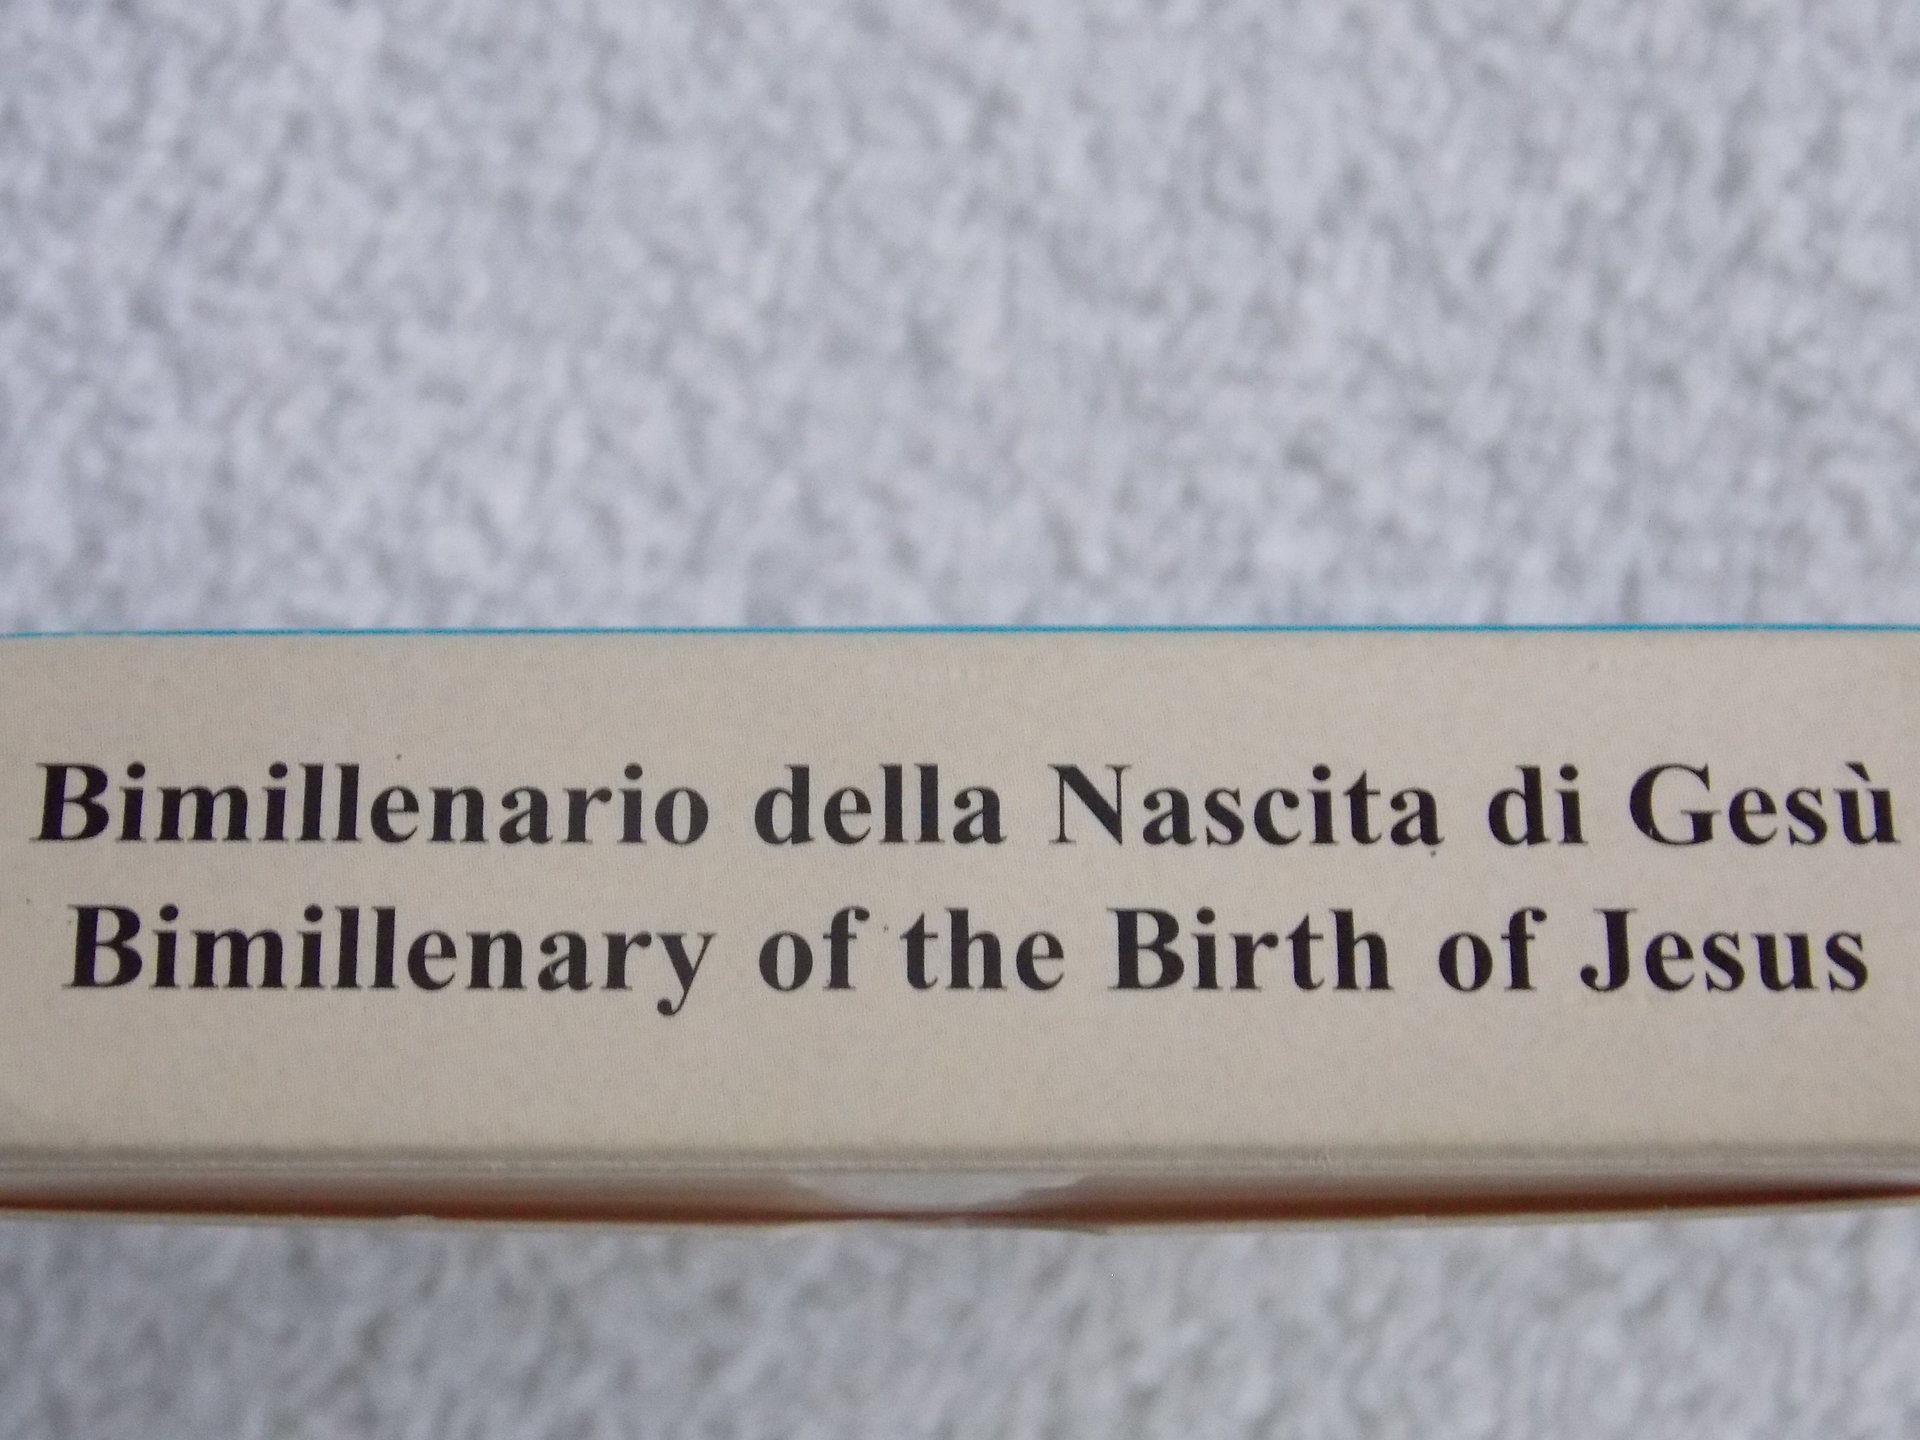 Bimillenario della Nascita di Gesù
Bimillenary of the Birth of Jesus